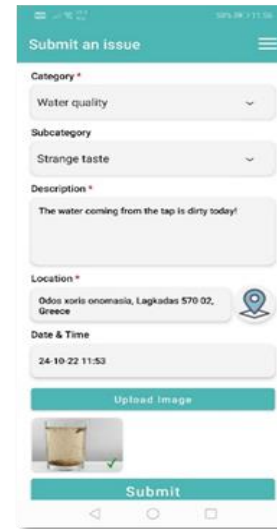 Submit an issue
Category *
Water quality
Subcategory
Strange taste
Description *
The water coming from the tap is dirty today!
Location *
Odos xoris onomasia, Lagkadas 570 02,
Greece
Date & Time
24-10-22 11:53
Upload Image
Submit